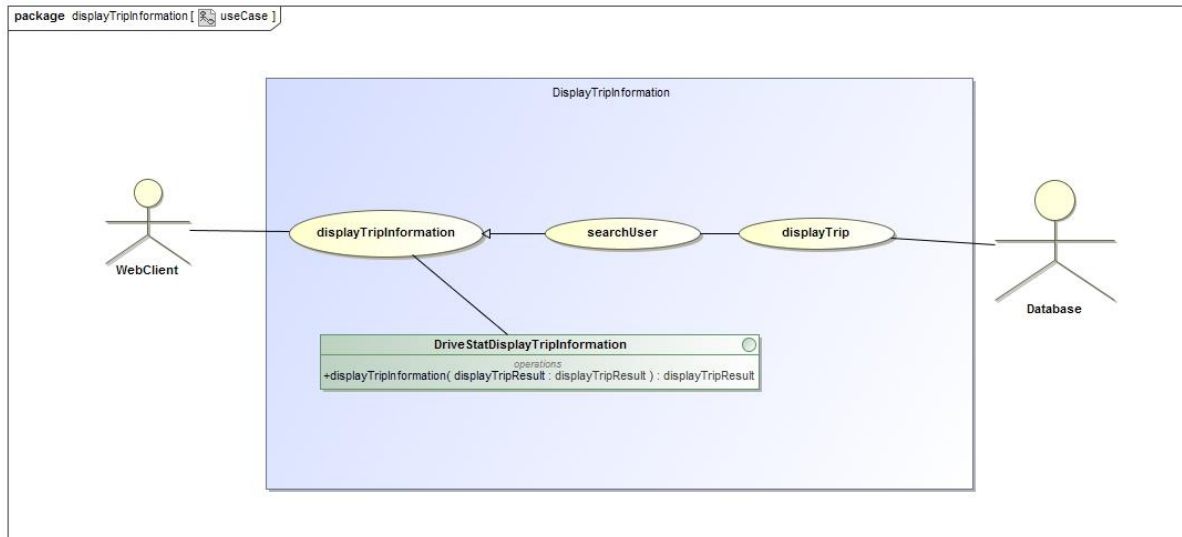 package displayTripInformation [ useCase ]
DisplayTripInformation
displayTripInformation
searchUser
displayTrip
WebClient
Database
DriveStatDisplayTripInformation
operations
+displayTripInformation( displayTripResult : displayTripResult ) : displayTripResult